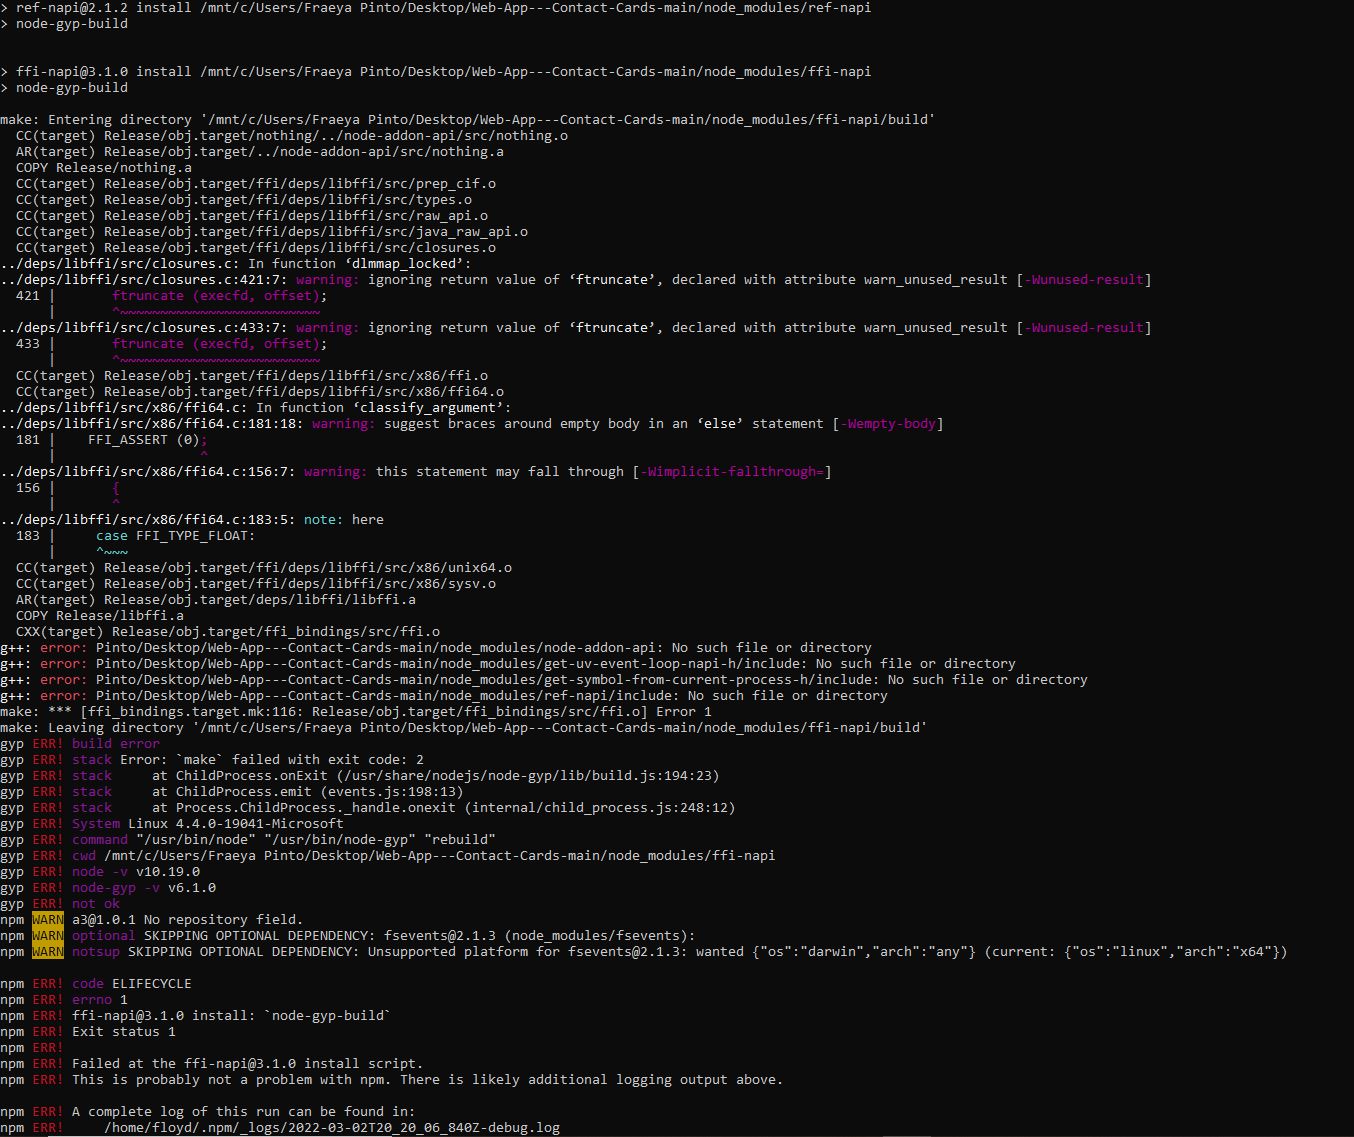 > ref-napi@2.1.2 install /mnt/c/Users/Fraeya Pinto/Desktop/Web-App---Contact-Cards-main/node_modules/ref-napi
> node-gyp-build
> ffi-napi@3.1.0 install /mnt/c/Users/Fraeya Pinto/Desktop/Web-App---Contact-Cards-main/node_modules/ffi-napi
> node-gyp-build
make: Entering directory '/mnt/c/Users/Fraeya Pinto/Desktop/Web-App---Contact-Cards-main/node_modules/ffi-napi/build'
  CC(target) Release/obj.target/nothing/../node-addon-api/src/nothing.o
  AR(target) Release/obj.target/../node-addon-api/src/nothing.a
  COPY Release/nothing.a
  CC(target) Release/obj.target/ffi/deps/libffi/src/prep_cif.o
  CC(target) Release/obj.target/ffi/deps/libffi/src/types.o
  CC(target) Release/obj.target/ffi/deps/libffi/src/raw_api.o
  CC(target) Release/obj.target/ffi/deps/libffi/src/java_raw_api.o
  CC(target) Release/obj.target/ffi/deps/libffi/src/closures.o
../deps/libffi/src/closures.c: In function ‘dlmmap_locked’:
../deps/libffi/src/closures.c:421:7: warning: ignoring return value of ‘ftruncate’, declared with attribute warn_unused_result [-Wunused-result]
  421 |       ftruncate (execfd, offset);
      |       ^~~~~~~~~~~~~~~~~~~~~~~~~~
../deps/libffi/src/closures.c:433:7: warning: ignoring return value of ‘ftruncate’, declared with attribute warn_unused_result [-Wunused-result]
  433 |       ftruncate (execfd, offset);
      |       ^~~~~~~~~~~~~~~~~~~~~~~~~~
  CC(target) Release/obj.target/ffi/deps/libffi/src/x86/ffi.o
  CC(target) Release/obj.target/ffi/deps/libffi/src/x86/ffi64.o
../deps/libffi/src/x86/ffi64.c: In function ‘classify_argument’:
../deps/libffi/src/x86/ffi64.c:181:18: warning: suggest braces around empty body in an ‘else’ statement [-Wempty-body]
  181 |    FFI_ASSERT (0);
      |                  ^
../deps/libffi/src/x86/ffi64.c:156:7: warning: this statement may fall through [-Wimplicit-fallthrough=]
  156 |       {
      |       ^
../deps/libffi/src/x86/ffi64.c:183:5: note: here
  183 |     case FFI_TYPE_FLOAT:
      |     ^~~~
  CC(target) Release/obj.target/ffi/deps/libffi/src/x86/unix64.o
  CC(target) Release/obj.target/ffi/deps/libffi/src/x86/sysv.o
  AR(target) Release/obj.target/deps/libffi/libffi.a
  COPY Release/libffi.a
  CXX(target) Release/obj.target/ffi_bindings/src/ffi.o
g++: error: Pinto/Desktop/Web-App---Contact-Cards-main/node_modules/node-addon-api: No such file or directory
g++: error: Pinto/Desktop/Web-App---Contact-Cards-main/node_modules/get-uv-event-loop-napi-h/include: No such file or directory
g++: error: Pinto/Desktop/Web-App---Contact-Cards-main/node_modules/get-symbol-from-current-process-h/include: No such file or directory
g++: error: Pinto/Desktop/Web-App---Contact-Cards-main/node_modules/ref-napi/include: No such file or directory
make: *** [ffi_bindings.target.mk:116: Release/obj.target/ffi_bindings/src/ffi.o] Error 1
make: Leaving directory '/mnt/c/Users/Fraeya Pinto/Desktop/Web-App---Contact-Cards-main/node_modules/ffi-napi/build'
gyp ERR! build error
gyp ERR! stack Error: `make` failed with exit code: 2
gyp ERR! stack     at ChildProcess.onExit (/usr/share/nodejs/node-gyp/lib/build.js:194:23)
gyp ERR! stack     at ChildProcess.emit (events.js:198:13)
gyp ERR! stack     at Process.ChildProcess._handle.onexit (internal/child_process.js:248:12)
gyp ERR! System Linux 4.4.0-19041-Microsoft
gyp ERR! command "/usr/bin/node" "/usr/bin/node-gyp" "rebuild"
gyp ERR! cwd /mnt/c/Users/Fraeya Pinto/Desktop/Web-App---Contact-Cards-main/node_modules/ffi-napi
gyp ERR! node -v v10.19.0
gyp ERR! node-gyp -v v6.1.0
gyp ERR! not ok
npm WARN a3@1.0.1 No repository field.
npm WARN optional SKIPPING OPTIONAL DEPENDENCY: fsevents@2.1.3 (node_modules/fsevents):
npm WARN notsup SKIPPING OPTIONAL DEPENDENCY: Unsupported platform for fsevents@2.1.3: wanted {"os":"darwin","arch":"any"} (current: {"os":"linux","arch":"x64"})
npm ERR! code ELIFECYCLE
npm ERR! errno 1
npm ERR! ffi-napi@3.1.0 install: `node-gyp-build`
npm ERR! Exit status 1
npm ERR!
npm ERR! Failed at the ffi-napi@3.1.0 install script.
npm ERR! This is probably not a problem with npm. There is likely additional logging output above.
npm ERR! A complete log of this run can be found in:
npm ERR!     /home/floyd/.npm/_logs/2022-03-02T20_20_06_840Z-debug.log